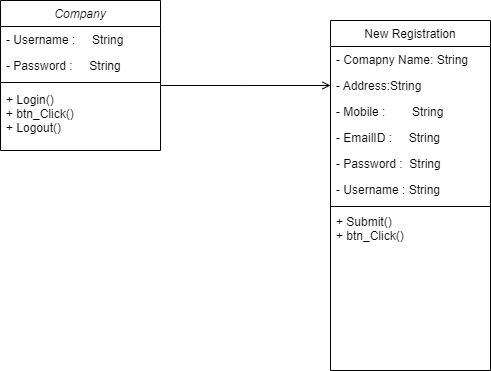 Company
- Username : String
- Password : String
+ Login()
+ btn_Click()
+ Logout()
New Registration
- Comapny Name: String
- Address:String
- Mobile : String
- EmailID : String
- Password : String
- Username : String
+ Submit()
+ btn_Click()